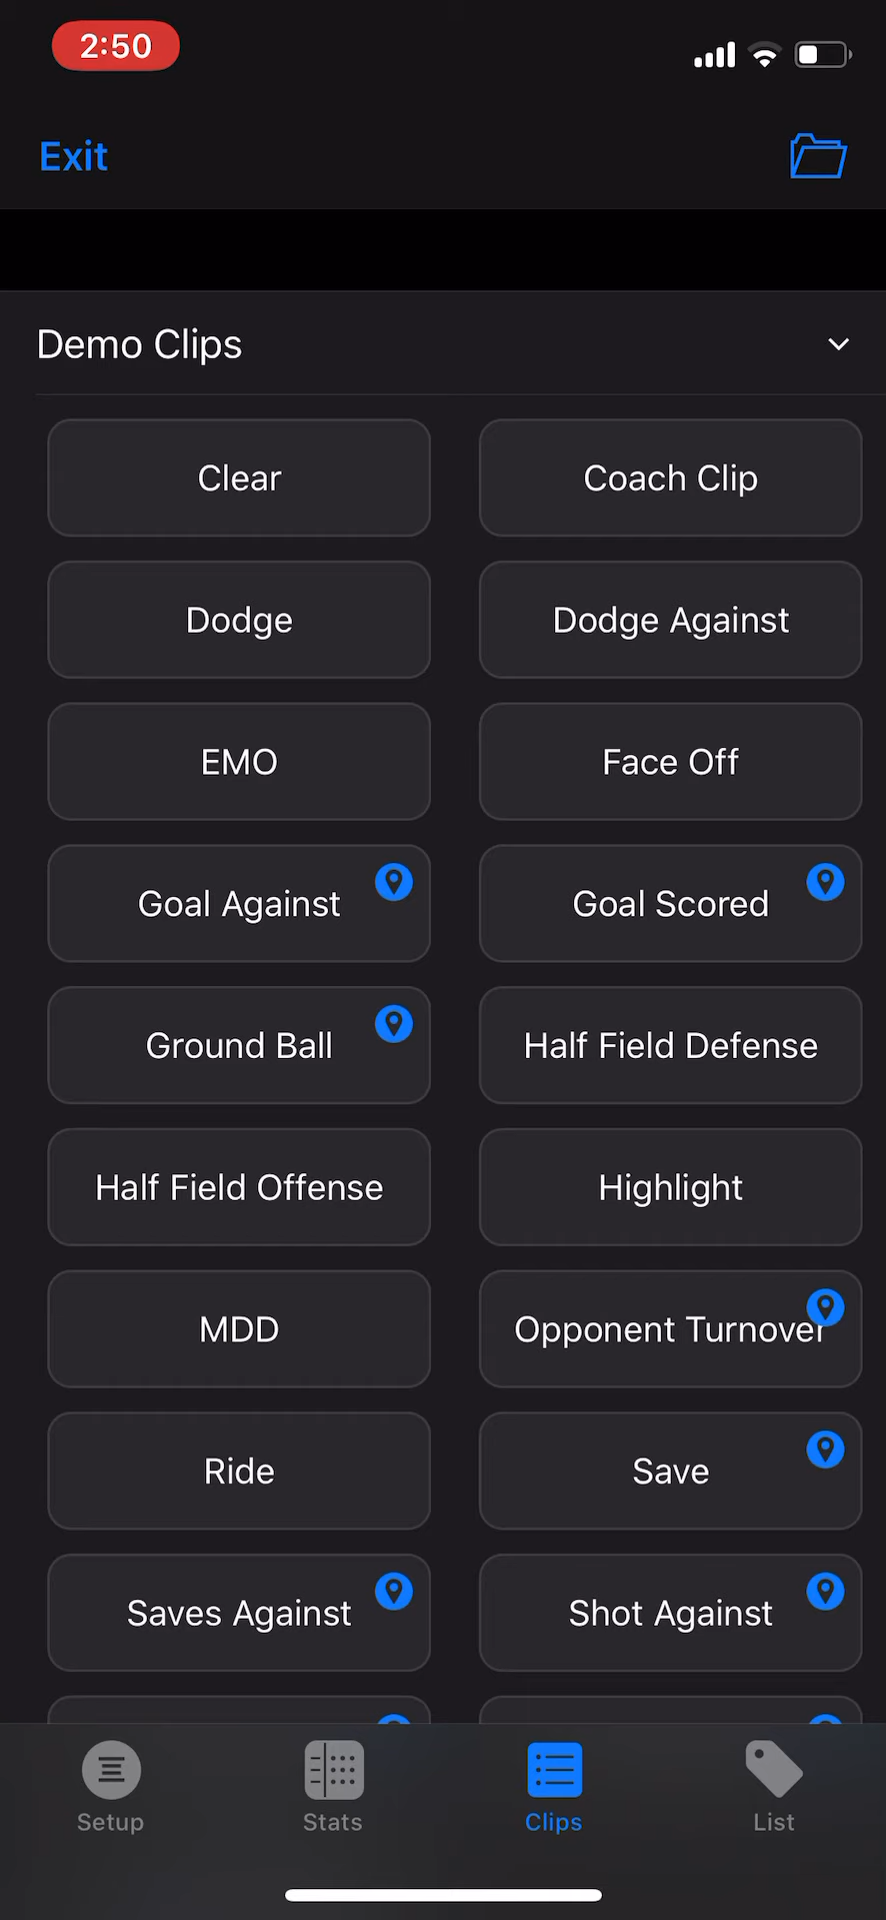 2:50
Exit
Demo Clips
Clear
Coach Clip
Dodge
Dodge Against
EMO
Face Off
Goal Against
Goal Scored
Ground Ball
Half Field Defense
Half Field Offense
Highlight
MDD
Opponent Turnover
Ride
Save
Saves Against
Shot Against
Setup
Stats
Clips
List